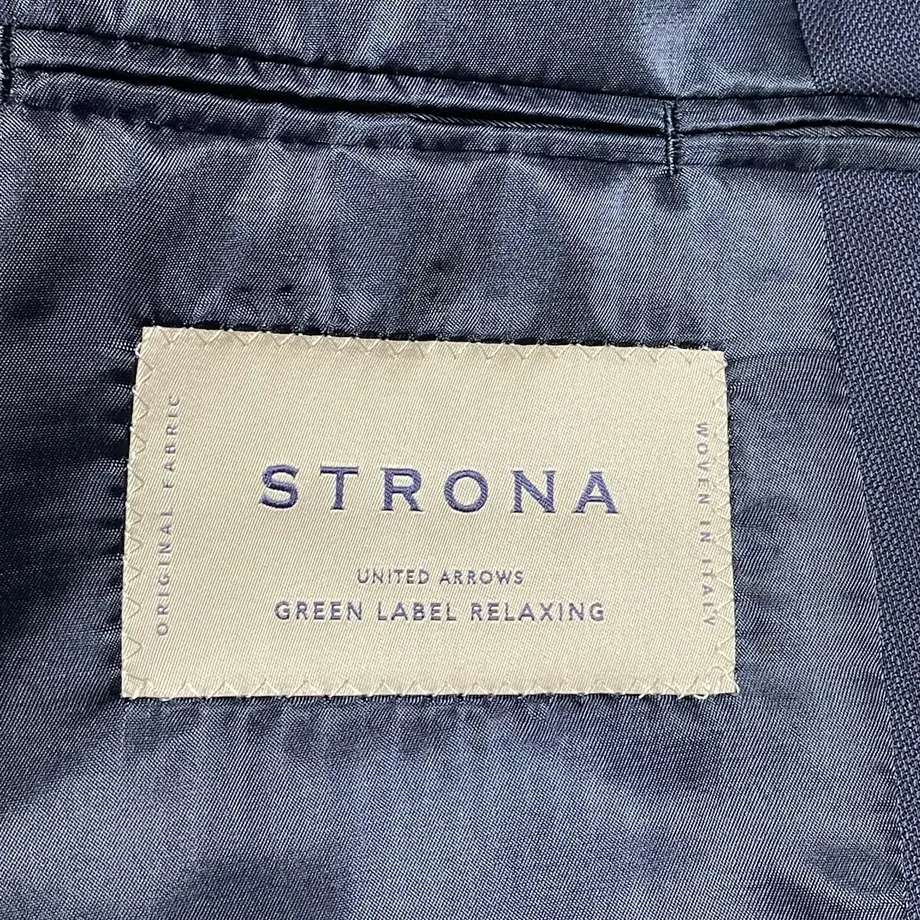 ORIGINAL FABRIC
STRONA
UNITED ARROWS
GREEN LABEL RELAXING
WOVEN IN ITALY